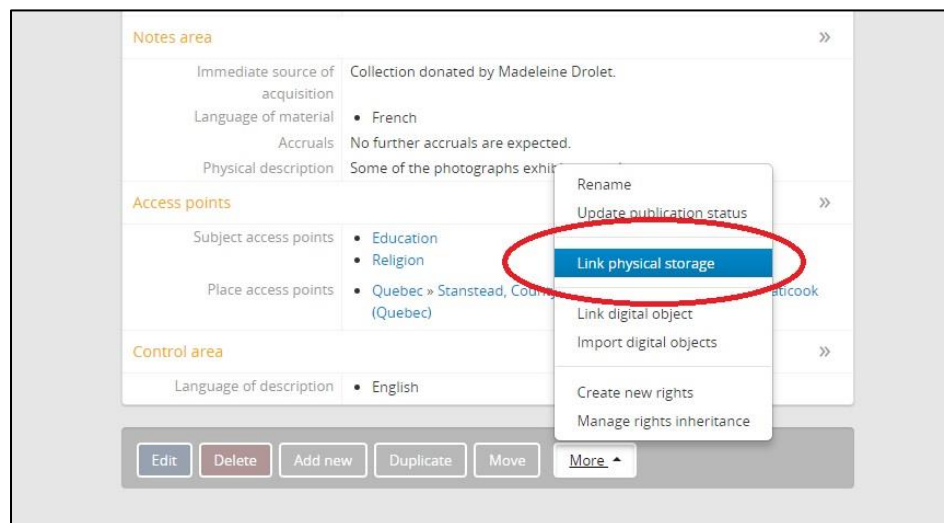 Notes area »
Immediate source of acquisition Collection donated by Madeleine Drolet.
Language of material • French
Accruals No further accruals are expected.
Physical description Some of the photographs
Access points »
Subject access points • Education
• Religion
Place access points • Quebec » Stanstead,
(Quebec)
Control area »
Language of description • English
Rename
Update publication status
Link physical storage
Link digital object
Import digital objects
Create new rights
Manage rights inheritance
Edit Delete Add new Duplicate Move More